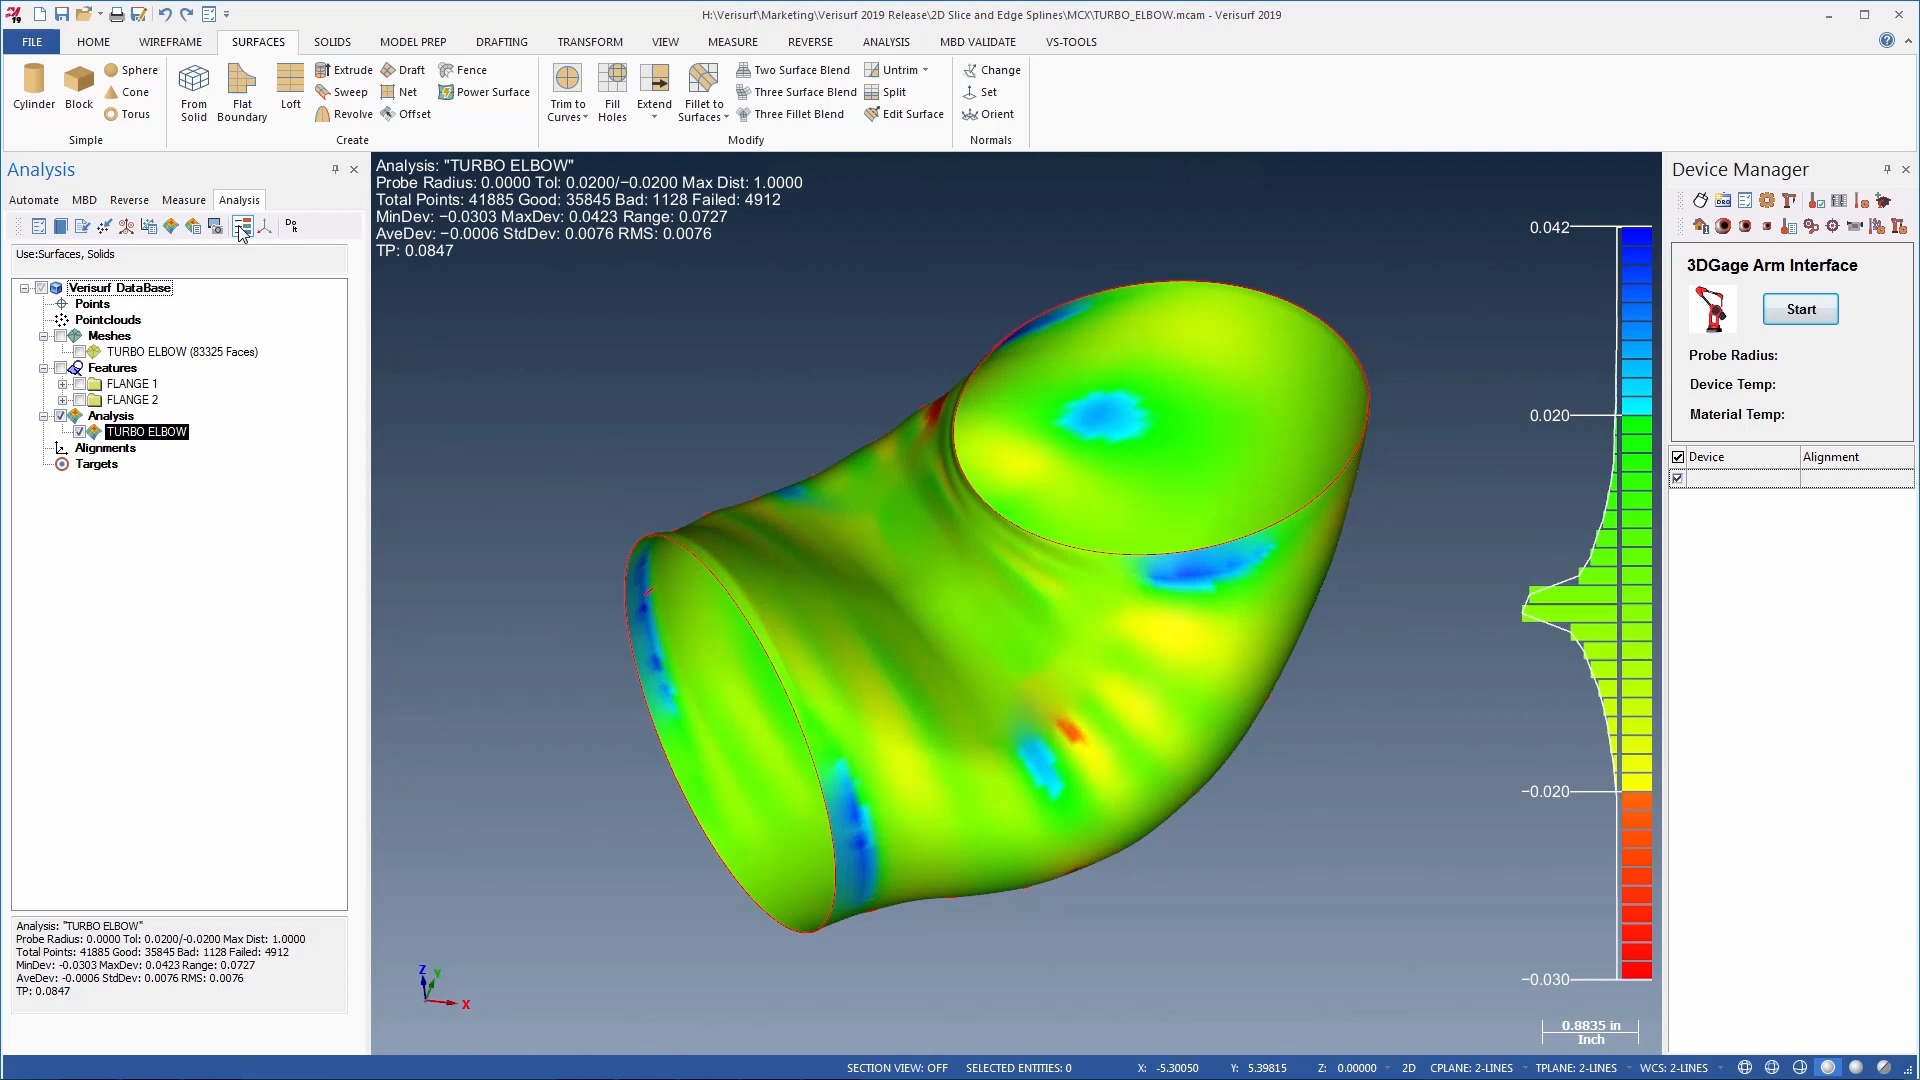 H:\Verisurf\Marketing\Verisurf 2019 Release\2D Slice and Edge Splines\MCX\TURBO_ELBOW.mcam - Verisurf 2019
FILE HOME WIREFRAME SURFACES SOLIDS MODEL PREP DRAFTING TRANSFORM VIEW MEASURE REVERSE ANALYSIS MBD VALIDATE VS-TOOLS
Cylinder
Block
Sphere
Cone
Torus
Simple
From Solid
Flat Boundary
Loft
Extrude
Sweep
Revolve
Draft
Net
Offset
Fence
Power Surface
Create
Trim to Curves
Fill Holes
Extend
Fillet to Surfaces
Two Surface Blend
Three Surface Blend
Three Fillet Blend
Untrim
Split
Edit Surface
Modify
Change
Set
Orient
Normals
Analysis
Automate MBD Reverse Measure Analysis
Do It
Use:Surfaces, Solids
Verisurf DataBase
Points
Pointclouds
Meshes
TURBO ELBOW (83325 Faces)
Features
FLANGE 1
FLANGE 2
Analysis
TURBO ELBOW
Alignments
Targets
Analysis: "TURBO ELBOW"
Probe Radius: 0.0000 Tol: 0.0200/-0.0200 Max Dist: 1.0000
Total Points: 41885 Good: 35845 Bad: 1128 Failed: 4912
MinDev: -0.0303 MaxDev: 0.0423 Range: 0.0727
AveDev: -0.0006 StdDev: 0.0076 RMS: 0.0076
TP: 0.0847
Analysis: "TURBO ELBOW"
Probe Radius: 0.0000 Tol: 0.0200/−0.0200 Max Dist: 1.0000
Total Points: 41885 Good: 35845 Bad: 1128 Failed: 4912
MinDev: −0.0303 MaxDev: 0.0423 Range: 0.0727
AveDev: −0.0006 StdDev: 0.0076 RMS: 0.0076
TP: 0.0847
0.042
0.020
−0.020
−0.030
Z
Y
X
0.8835 in
Inch
Device Manager
3DGage Arm Interface
Start
Probe Radius:
Device Temp:
Material Temp:
Device Alignment
SECTION VIEW: OFF SELECTED ENTITIES: 0 X: -5.30050 Y: 5.39815 Z: 0.00000 2D CPLANE: 2-LINES TPLANE: 2-LINES WCS: 2-LINES